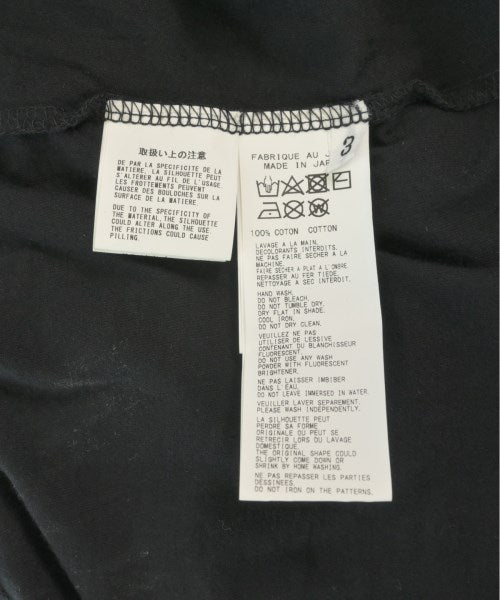 取扱い上の注意
DE PAR LA SPECIFICITE DE LA
MATIERE, LA SILHOUETTE PEUT
S'ALTERER AU FIL DE L'USAGE
LES FROTTEMENTS PEUVENT
CAUSER DES BOULOCHES SUR LA
SURFACE DE LA MATIERE.
DUE TO THE SPECIFICITY OF
THE MATERIAL, THE SILHOUETTE
COULD ALTER ALONG THE USE.
THE FRICTIONS COULD CAUSE
PILLING.
3
FABRIQUE AU
MADE IN JAP
100% COTON COTTON
LAVAGE A LA MAIN.
DECOLORANTS INTERDITS.
NE PAS FAIRE SECHER A LA
MACHINE.
FAIRE SECHER A PLAT A L'OMBRE.
REPASSER AU FER TIEDE.
NETTOYAGE A SEC INTERDIT.
HAND WASH.
DO NOT BLEACH.
DO NOT TUMBLE DRY.
DRY FLAT IN SHADE.
COOL IRON.
DO NOT DRY CLEAN.
VEUILLEZ NE PAS
UTILISER DE LESSIVE
CONTENANT DU BLANCHISSEUR
FLUORESCENT.
DO NOT USE ANY WASH
POWDER WITH FLUORESCENT
BRIGHTENER.
NE PAS LAISSER IMBIBER
DANS L'EAU.
DO NOT LEAVE IMMERSED IN WATER.
VEUILLER LAVER SEPAREMENT.
PLEASE WASH INDEPENDENTLY.
LA SILHOUETTE PEUT
PERDRE SA FORME
ORIGINALE OU PEUT SE
RETRECIR LORS DU LAVAGE
DOMESTIQUE.
THE ORIGINAL SHAPE COULD
SLIGHTLY COME DOWN OR
SHRINK BY HOME WASHING.
NE PAS REPASSER LES PARTIES
DESSINEES.
DO NOT IRON ON THE PATTERNS.